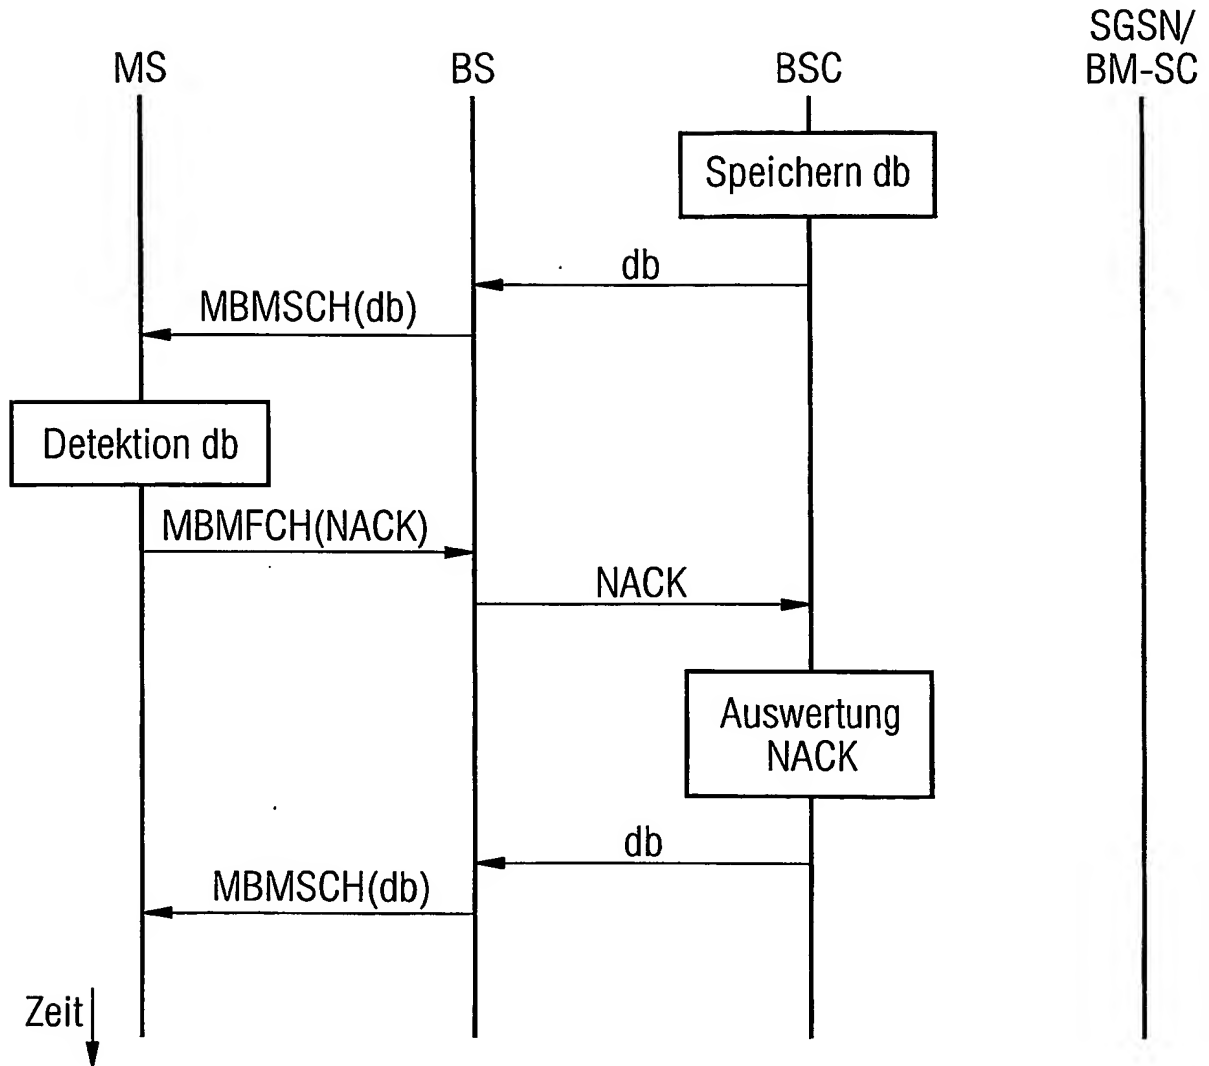 SGSN/
BM-SC
MS
BS
BSC
Speichern db
db
MBMSCH(db)
Detektion db
MBMFCH(NACK)
NACK
Auswertung
NACK
db
MBMSCH(db)
Zeit